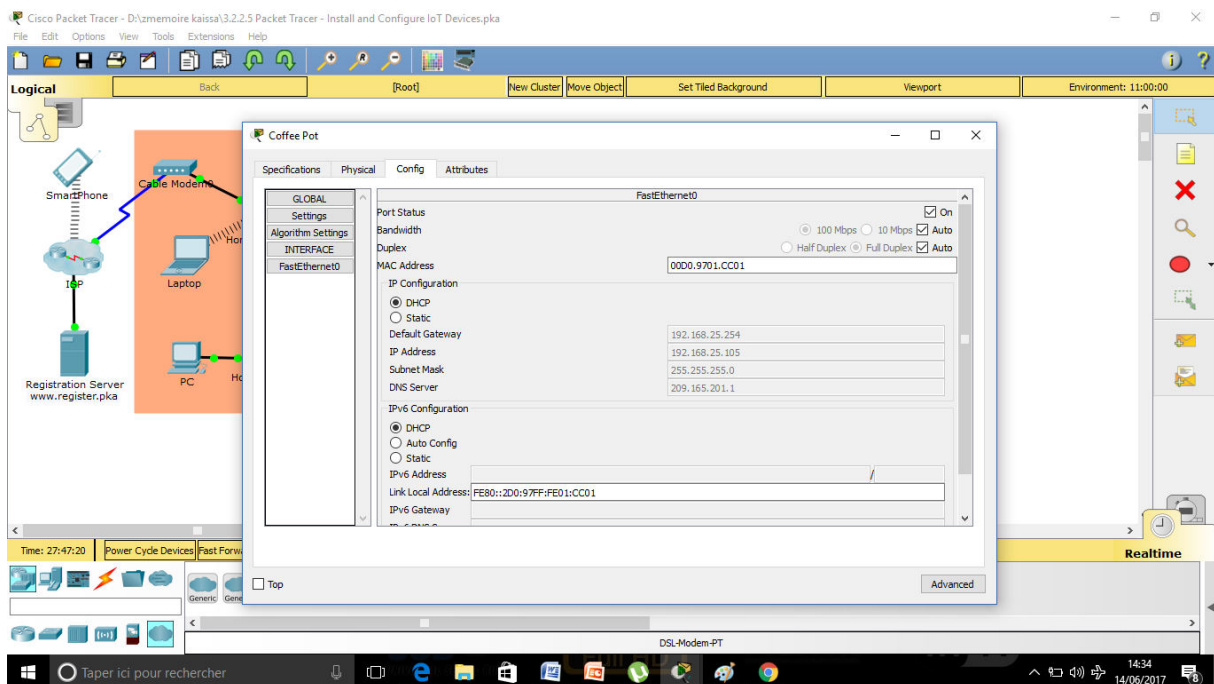 Cisco Packet Tracer - D:\zmemoire kaissa\3.2.2.5 Packet Tracer - Install and Configure IoT Devices.pka
File Edit Options View Tools Extensions Help
Logical Back [Root] New Cluster Move Object Set Tiled Background Viewport Environment: 11:00:00
SmartPhone
Cable Modem0
Hor
ISP
Laptop
Registration Server
www.register.pka
PC
Ho
Coffee Pot
Specifications Physical Config Attributes
GLOBAL
Settings
Algorithm Settings
INTERFACE
FastEthernet0
FastEthernet0
Port Status On
Bandwidth 100 Mbps 10 Mbps Auto
Duplex Half Duplex Full Duplex Auto
MAC Address 00D0.9701.CC01
IP Configuration
DHCP
Static
Default Gateway 192.168.25.254
IP Address 192.168.25.105
Subnet Mask 255.255.255.0
DNS Server 209.165.201.1
IPv6 Configuration
DHCP
Auto Config
Static
IPv6 Address /
Link Local Address: FE80::2D0:97FF:FE01:CC01
IPv6 Gateway
Top Advanced
Time: 27:47:20 Power Cycle Devices Fast Forwa
Realtime
Generic Gene
DSL-Modem-PT
Taper ici pour rechercher
14:34
14/06/2017